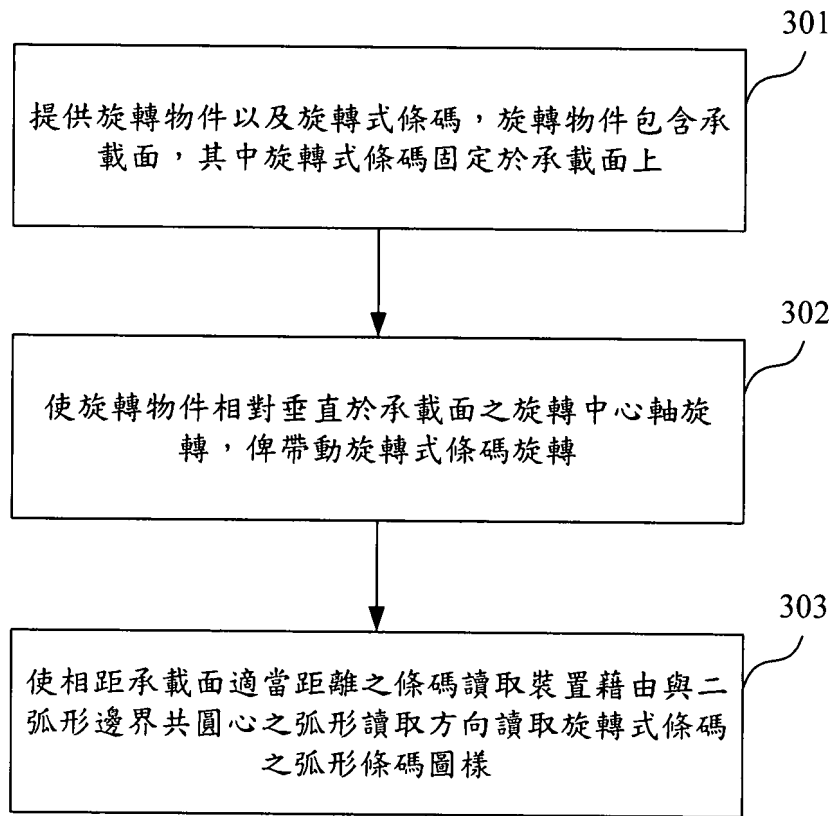 301
提供旋轉物件以及旋轉式條碼，旋轉物件包含承
載面，其中旋轉式條碼固定於承載面上
302
使旋轉物件相對垂直於承載面之旋轉中心軸旋
轉，俾帶動旋轉式條碼旋轉
303
使相距承載面適當距離之條碼讀取裝置藉由與二
弧形邊界共圓心之弧形讀取方向讀取旋轉式條碼
之弧形條碼圖樣